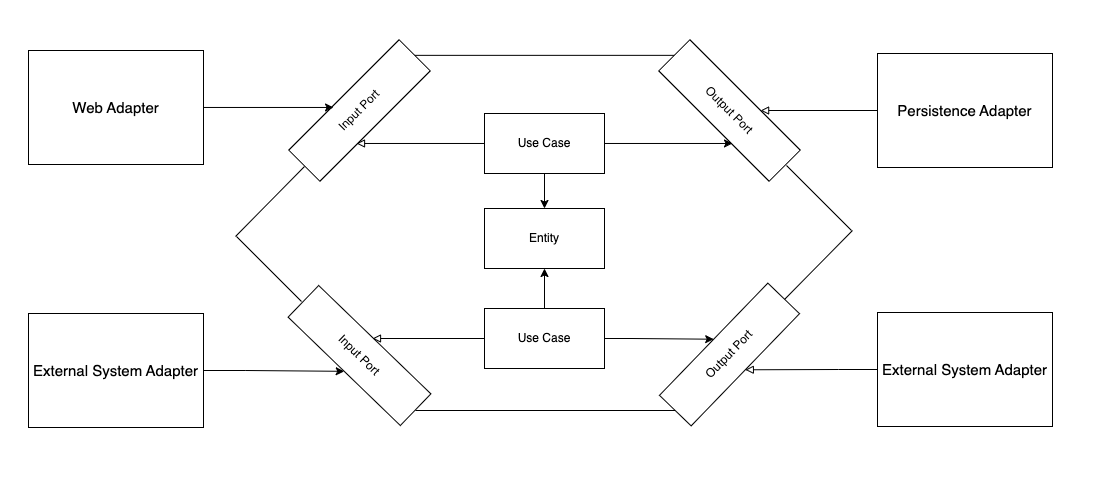 Web Adapter
Input Port
Output Port
Persistence Adapter
Use Case
Entity
Use Case
External System Adapter
Input Port
Output Port
External System Adapter